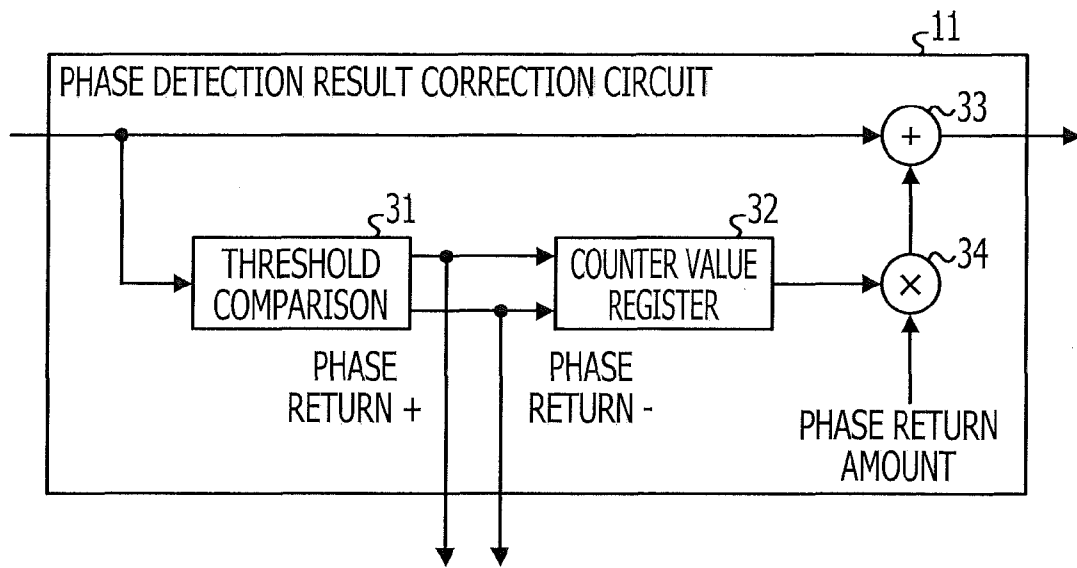 11
PHASE DETECTION RESULT CORRECTION CIRCUIT
33
+
31
32
34
THRESHOLD
COMPARISON
COUNTER VALUE
REGISTER
×
PHASE
RETURN +
PHASE
RETURN -
PHASE RETURN
AMOUNT